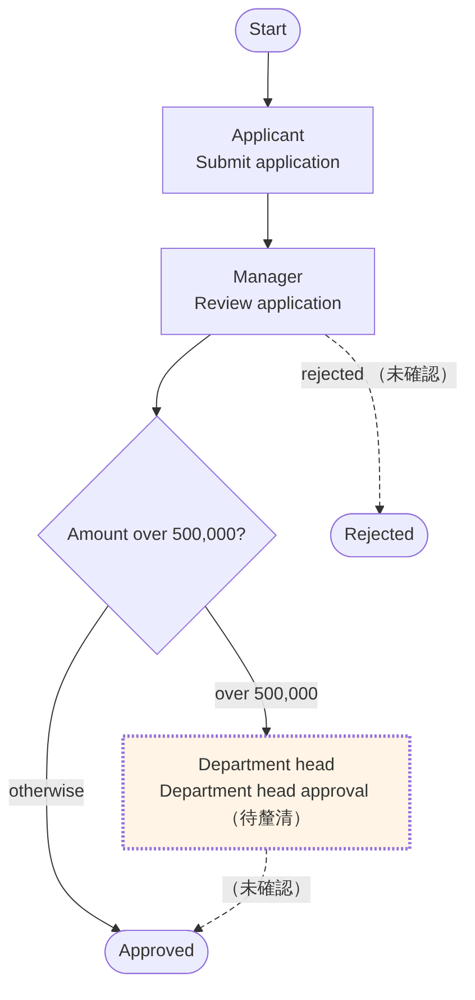 Start
Applicant
Submit application
Manager
Review application
rejected （未確認）
Amount over 500,000?
Rejected
over 500,000
Department head
Department head approval
（待釐清）
otherwise
（未確認）
Approved